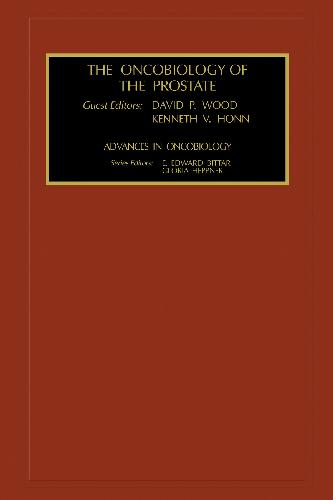 THE ONCOBIOLOGY OF
THE PROSTATE
Guest Editors: DAVID P. WOOD
KENNETH V. HONN
ADVANCES IN ONCOBIOLOGY
Series Editors: E. EDWARD BITTAR
GLORIA HEPPNER